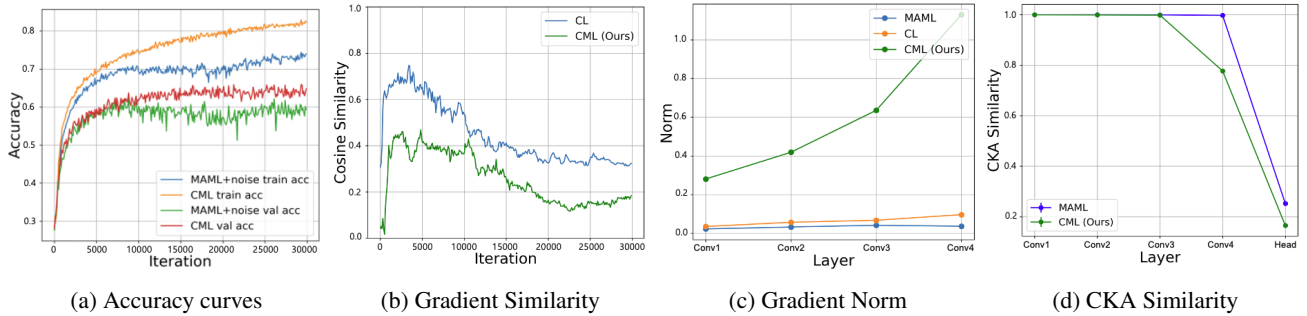 0.8
0.7
0.6
0.5
0.4
0.3
Accuracy
MAML+noise train acc
CML train acc
MAML+noise val acc
CML val acc
0 5000 10000 15000 20000 25000 30000
Iteration
(a) Accuracy curves
1.0
0.8
0.6
0.4
0.2
0.0
Cosine Similarity
CL
CML (Ours)
0 5000 10000 15000 20000 25000 30000
Iteration
(b) Gradient Similarity
1.0
0.8
0.6
0.4
0.2
0.0
Norm
MAML
CL
CML (Ours)
Conv1 Conv2 Conv3 Conv4
Layer
(c) Gradient Norm
1.0
0.8
0.6
0.4
0.2
CKA Similarity
MAML
CML (Ours)
Conv1 Conv2 Conv3 Conv4 Head
Layer
(d) CKA Similarity